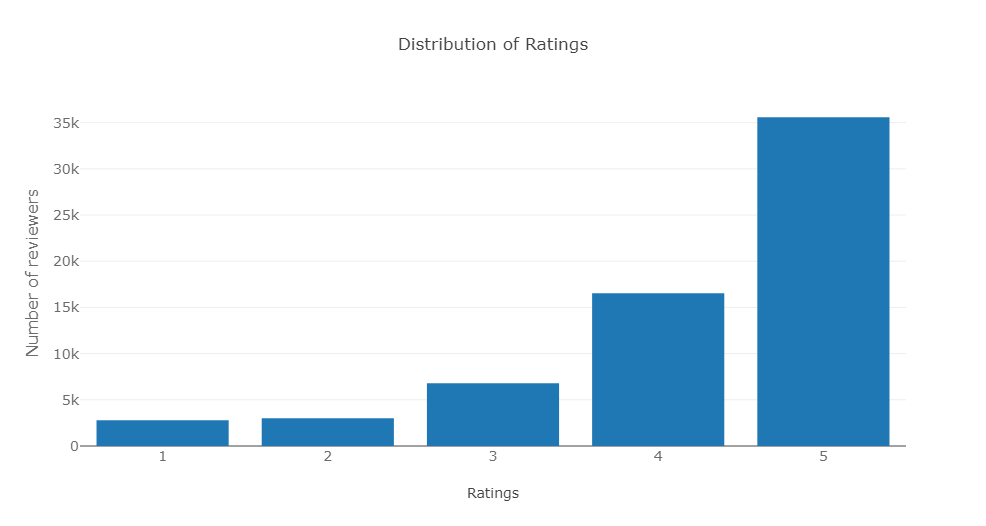 Distribution of Ratings
35k
30k
25k
20k
15k
10k
5k
0
Number of reviewers
1 2 3 4 5
Ratings